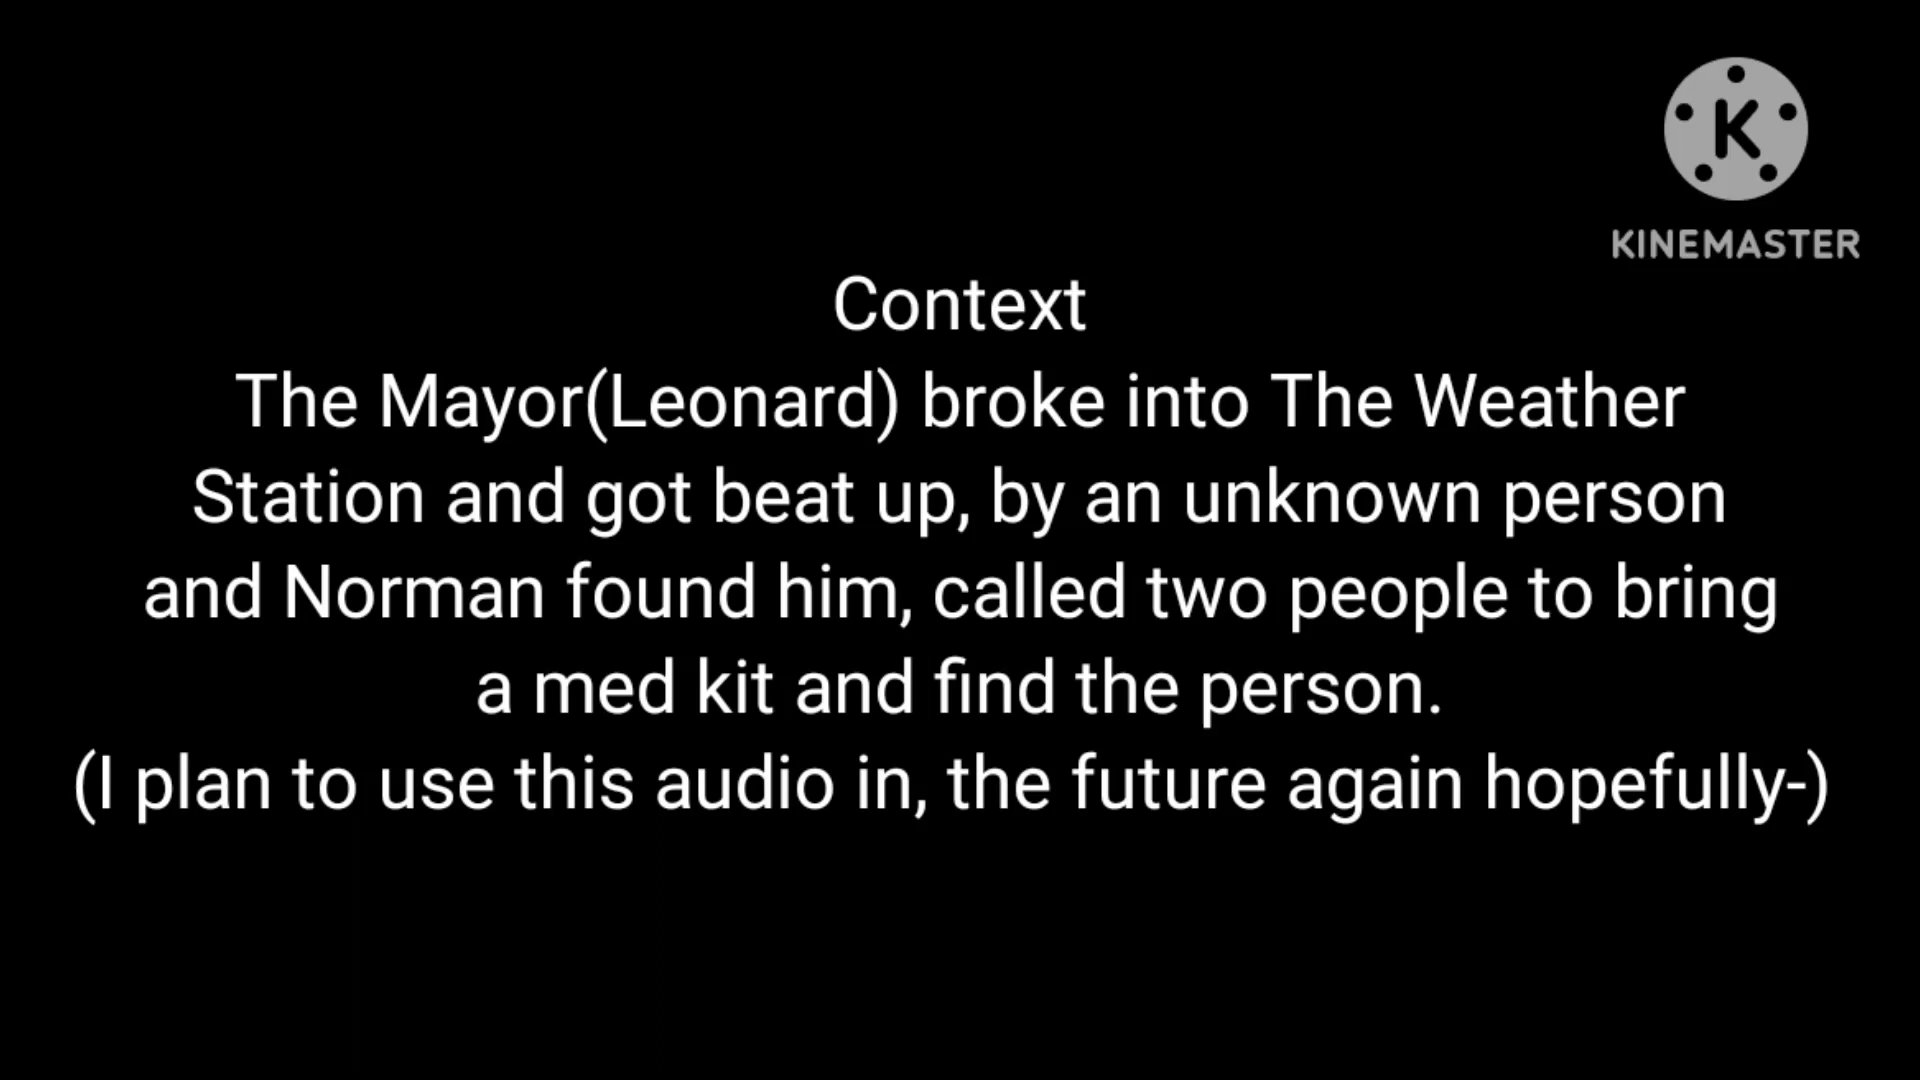 K
KINEMASTER
Context
The Mayor(Leonard) broke into The Weather
Station and got beat up, by an unknown person
and Norman found him, called two people to bring
a med kit and find the person.
(I plan to use this audio in, the future again hopefully-)